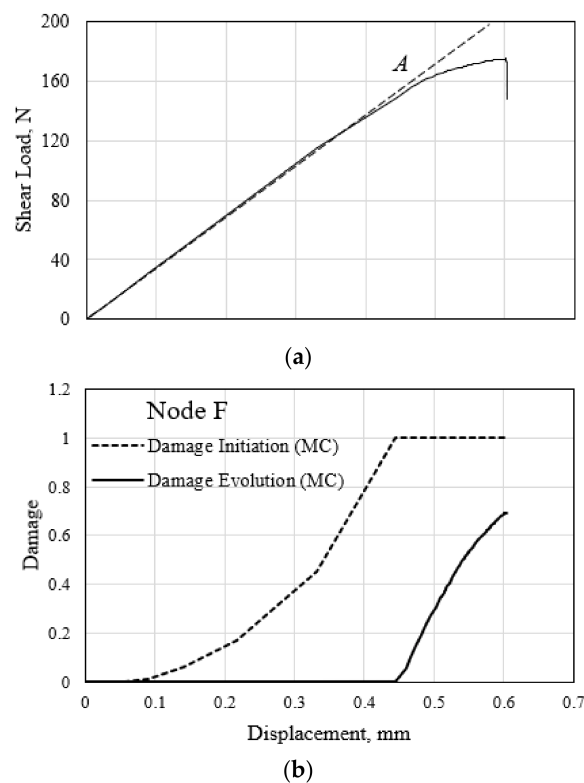 200
160
120
80
40
0
Shear Load, N
A
(a)
1.2
1
0.8
0.6
0.4
0.2
0
Damage
Node F
Damage Initiation (MC)
Damage Evolution (MC)
0 0.1 0.2 0.3 0.4 0.5 0.6 0.7
Displacement, mm
(b)